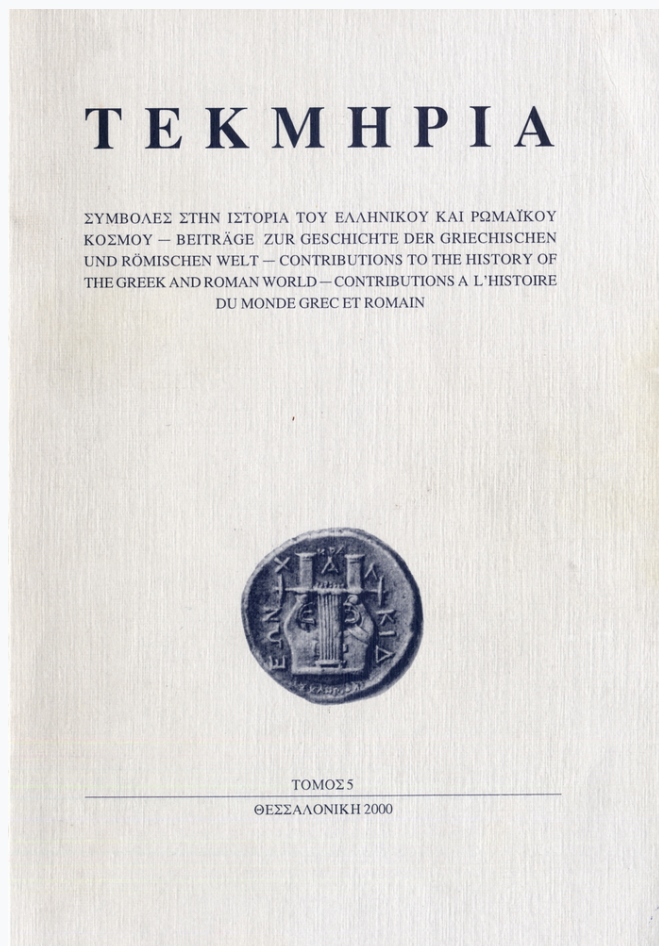 ΤΕΚΜΗΡΙΑ
ΣΥΜΒΟΛΕΣ ΣΤΗΝ ΙΣΤΟΡΙΑ ΤΟΥ ΕΛΛΗΝΙΚΟΥ ΚΑΙ ΡΩΜΑΪΚΟΥ
ΚΟΣΜΟΥ — BEITRÄGE ZUR GESCHICHTE DER GRIECHISCHEN
UND RÖMISCHEN WELT — CONTRIBUTIONS TO THE HISTORY OF
THE GREEK AND ROMAN WORLD — CONTRIBUTIONS A L'HISTOIRE
DU MONDE GREC ET ROMAIN
ΧΑΛΚΙΔΕΩΝ
ΤΟΜΟΣ 5
ΘΕΣΣΑΛΟΝΙΚΗ 2000